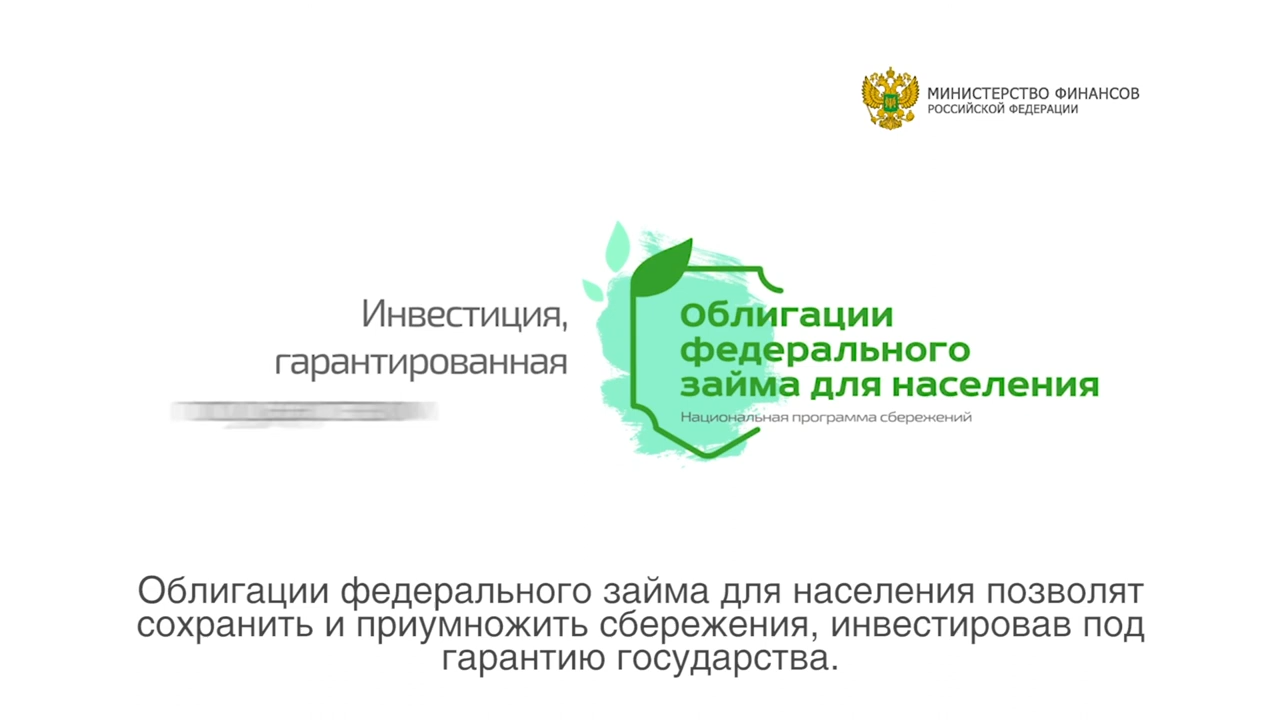 МИНИСТЕРСТВО ФИНАНСОВ
РОССИЙСКОЙ ФЕДЕРАЦИИ
Инвестиция,
гарантированная
Облигации
федерального
займа для населения
Национальная программа сбережений
Облигации федерального займа для населения позволят
сохранить и приумножить сбережения, инвестировав под
гарантию государства.